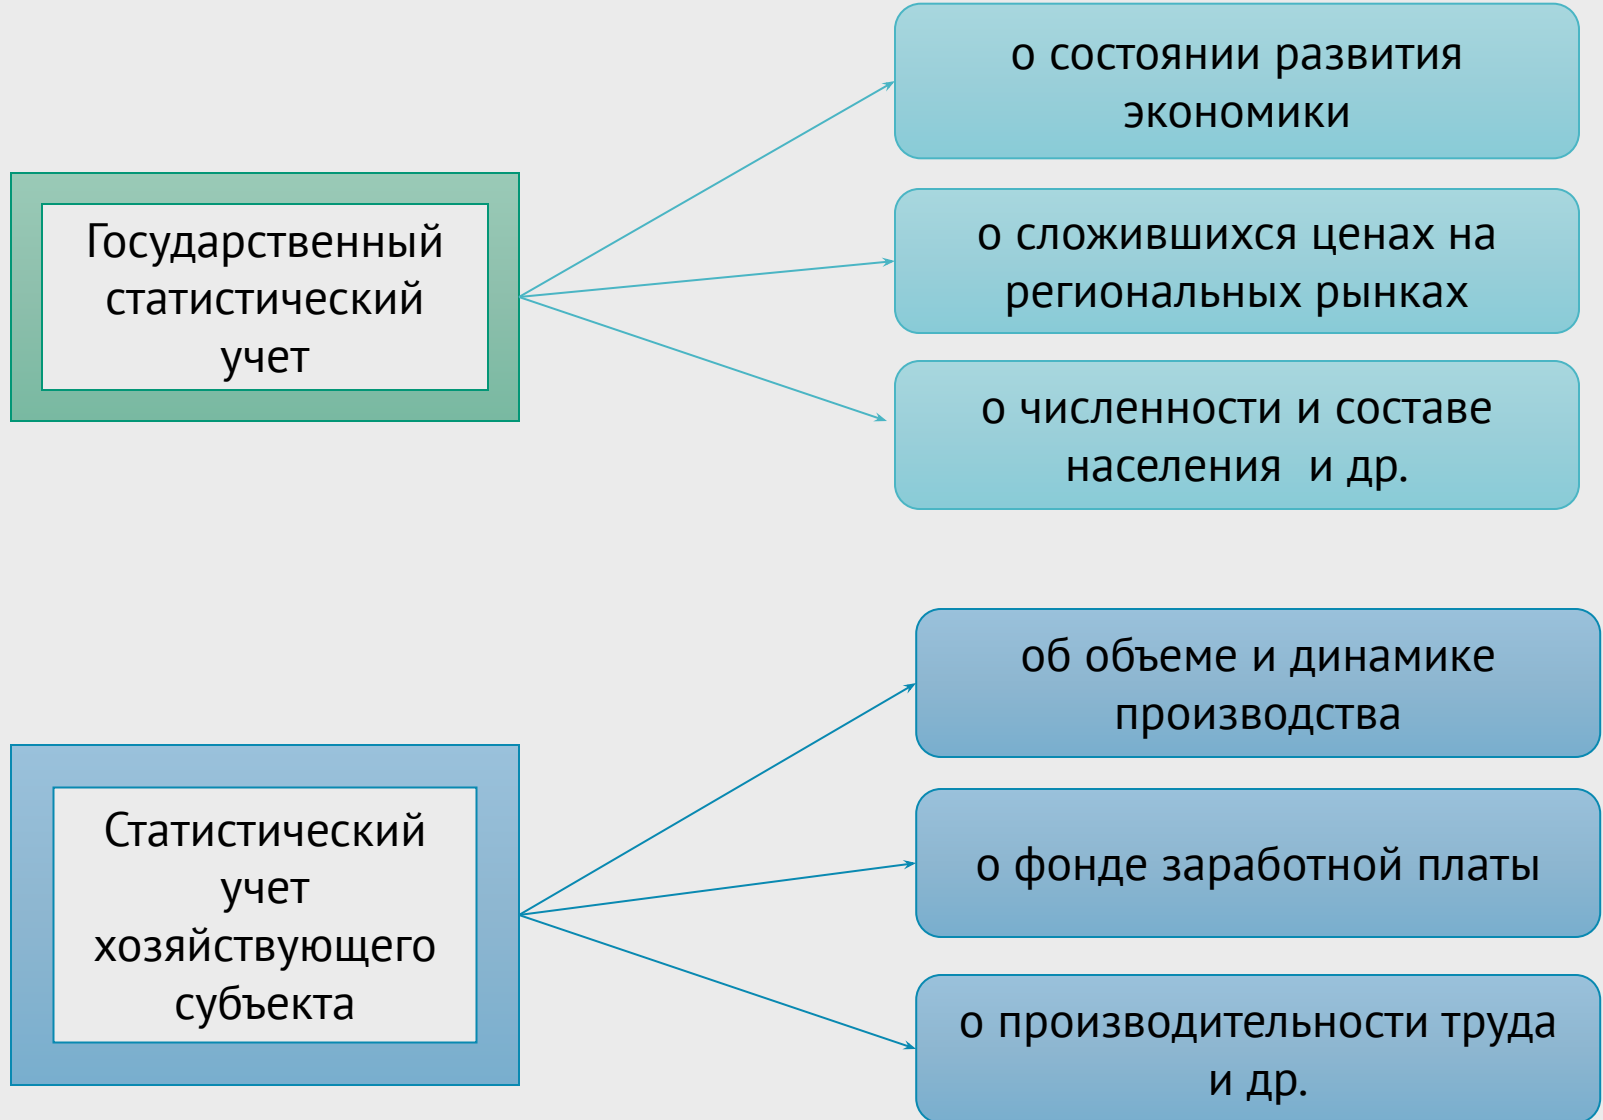 Государственный
статистический
учет
о состоянии развития
экономики
о сложившихся ценах на
региональных рынках
о численности и составе
населения и др.
Статистический
учет
хозяйствующего
субъекта
об объеме и динамике
производства
о фонде заработной платы
о производительности труда
и др.